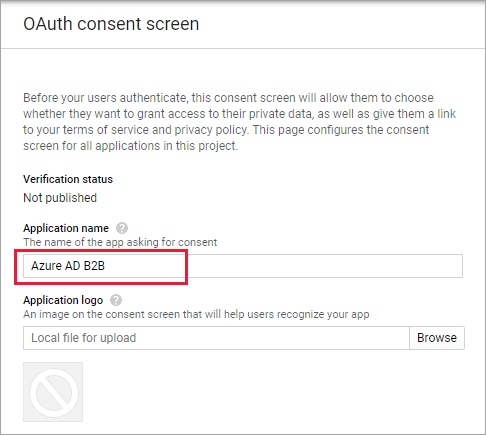 OAuth consent screen
Before your users authenticate, this consent screen will allow them to choose
whether they want to grant access to their private data, as well as give them a link
to your terms of service and privacy policy. This page configures the consent
screen for all applications in this project.
Verification status
Not published
Application name ?
The name of the app asking for consent
Azure AD B2B
Application logo ?
An image on the consent screen that will help users recognize your app
Local file for upload Browse